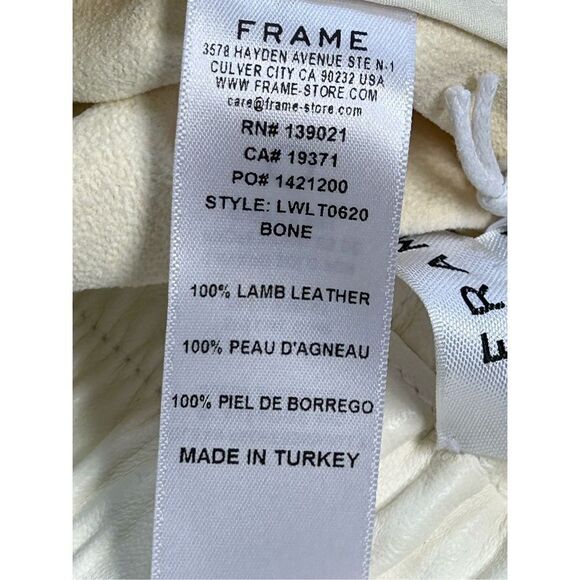 FRAME
3578 HAYDEN AVENUE STE N-1
CULVER CITY CA 90232 USA
WWW.FRAME-STORE.COM
care@frame-store.com
RN# 139021
CA# 19371
PO# 1421200
STYLE: LWLT0620
BONE
100% LAMB LEATHER
100% PEAU D'AGNEAU
100% PIEL DE BORREGO
MADE IN TURKEY
FRAM